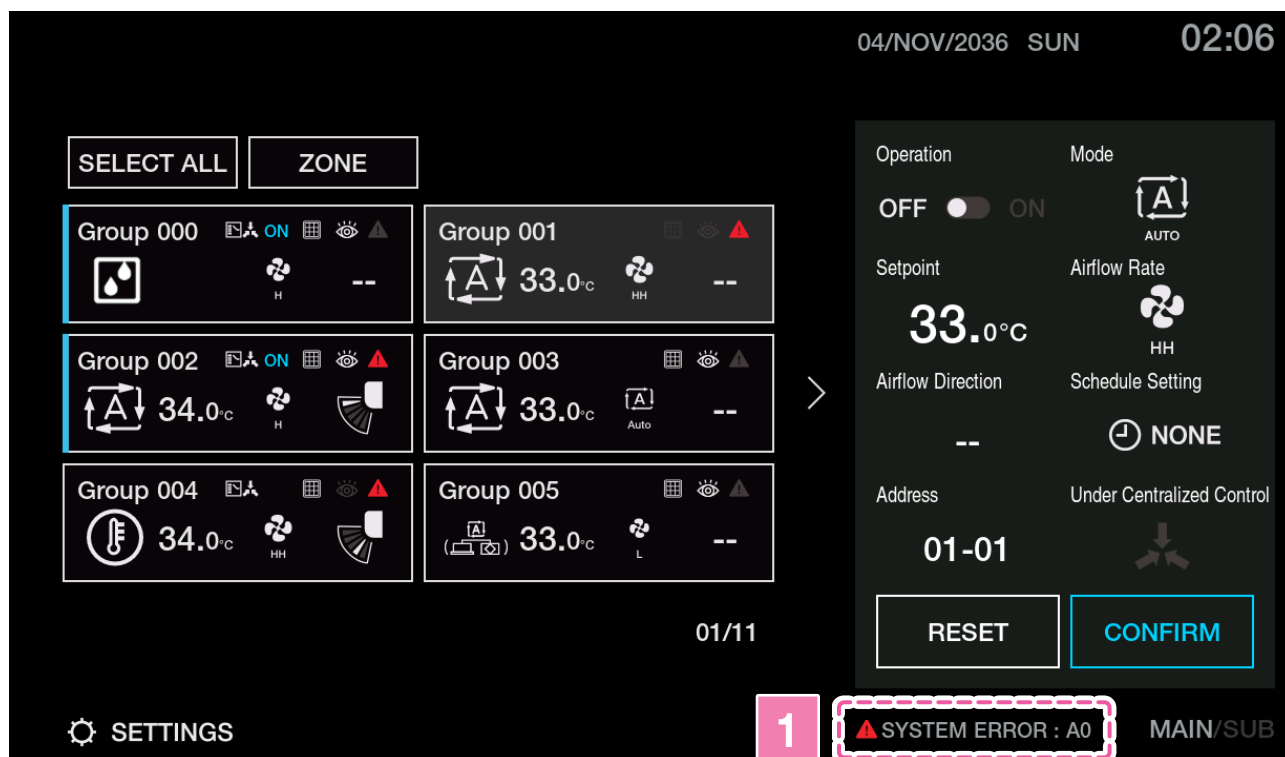 04/NOV/2036 SUN 02:06
SELECT ALL ZONE
Group 000 ON
H --
Group 001
A 33.0°C HH --
Group 002 ON
A 34.0°C H
Group 003
A 33.0°C A Auto --
Group 004
34.0°C HH
Group 005
(A) 33.0°C L --
01/11
Operation Mode
OFF ON A
AUTO
Setpoint Airflow Rate
33.0°C
HH
Airflow Direction Schedule Setting
-- NONE
Address Under Centralized Control
01-01
RESET CONFIRM
SETTINGS 1 SYSTEM ERROR : A0 MAIN/SUB